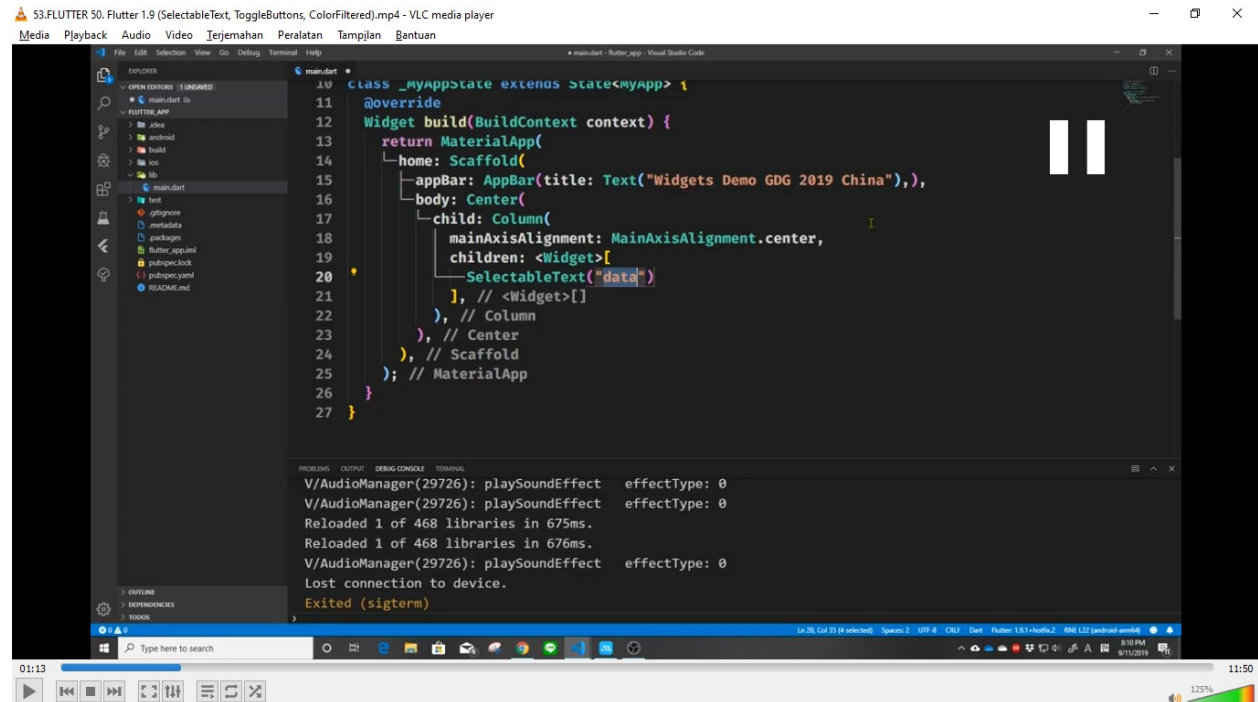 53.FLUTTER 50. Flutter 1.9 (SelectableText, ToggleButtons, ColorFiltered).mp4 - VLC media player
Media Playback Audio Video Terjemahan Peralatan Tampilan Bantuan
File Edit Selection View Go Debug Terminal Help
● main.dart - flutter_app - Visual Studio Code
EXPLORER
OPEN EDITORS 1 UNSAVED
● main.dart lib
FLUTTER_APP
> .idea
> android
> build
> ios
lib
main.dart
> test
.gitignore
.metadata
.packages
flutter_app.iml
pubspec.lock
pubspec.yaml
README.md
> OUTLINE
> DEPENDENCIES
> TODOS
main.dart ●
10 class _MyAppState extends State<MyApp> {
11 @override
12 Widget build(BuildContext context) {
13 return MaterialApp(
14 home: Scaffold(
15 appBar: AppBar(title: Text("Widgets Demo GDG 2019 China"),),
16 body: Center(
17 child: Column(
18 mainAxisAlignment: MainAxisAlignment.center,
19 children: <Widget>[
20 SelectableText("data")
21 ], // <Widget>[]
22 ), // Column
23 ), // Center
24 ), // Scaffold
25 ); // MaterialApp
26 }
27 }
PROBLEMS OUTPUT DEBUG CONSOLE TERMINAL
V/AudioManager(29726): playSoundEffect effectType: 0
V/AudioManager(29726): playSoundEffect effectType: 0
Reloaded 1 of 468 libraries in 675ms.
Reloaded 1 of 468 libraries in 676ms.
V/AudioManager(29726): playSoundEffect effectType: 0
Lost connection to device.
Exited (sigterm)
>
0 0
Ln 20, Col 35 (4 selected) Spaces: 2 UTF-8 CRLF Dart Flutter: 1.9.1+hotfix.2 RNE L22 (android-arm64)
Type here to search
A
8:10 PM
9/11/2019
01:13
11:50
125%